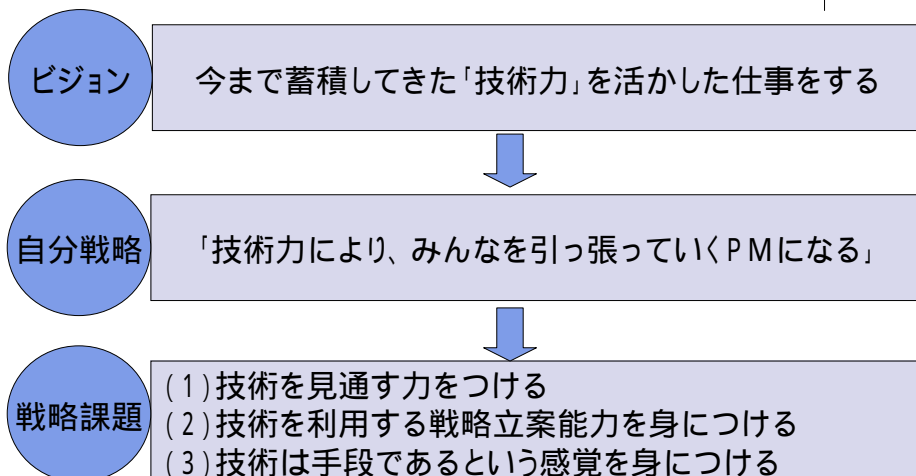 ビジョン
今まで蓄積してきた「技術力」を活かした仕事をする
自分戦略
「技術力により、みんなを引っ張っていくPMになる」
戦略課題
(1)技術を見通す力をつける
(2)技術を利用する戦略立案能力を身につける
(3)技術は手段であるという感覚を身につける